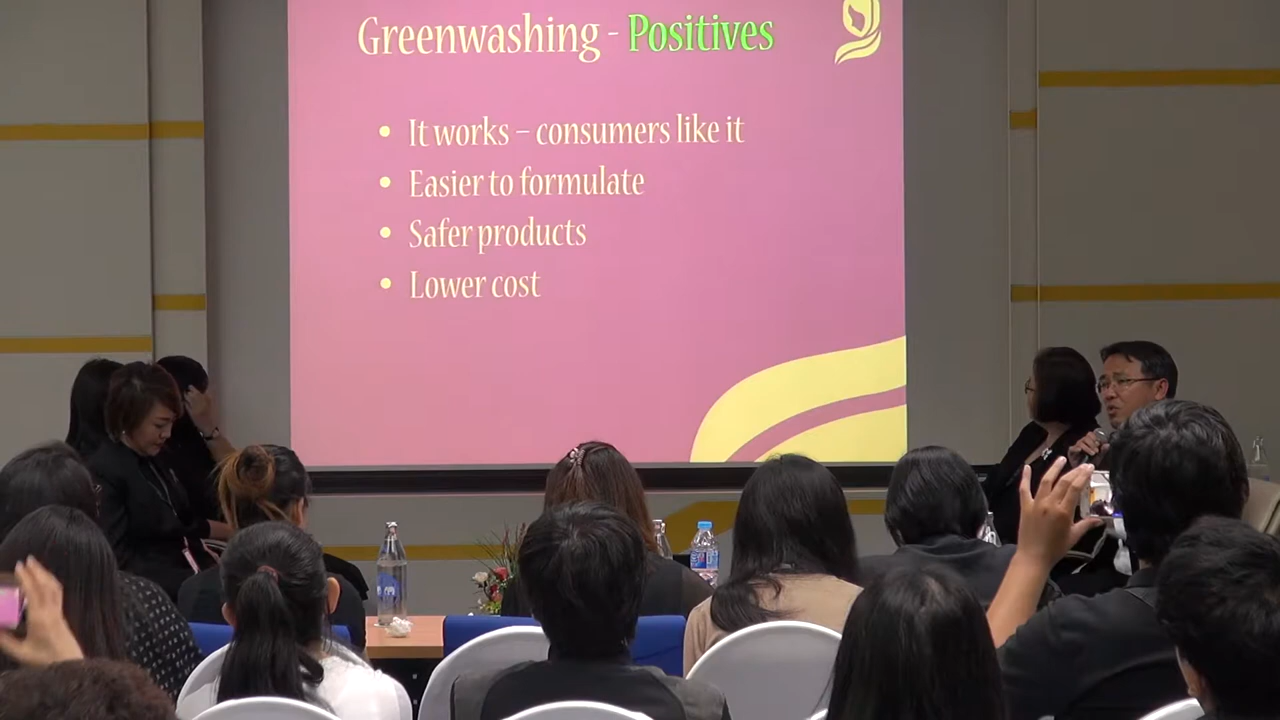 Greenwashing - Positives
• It works – consumers like it
• Easier to formulate
• Safer products
• Lower cost